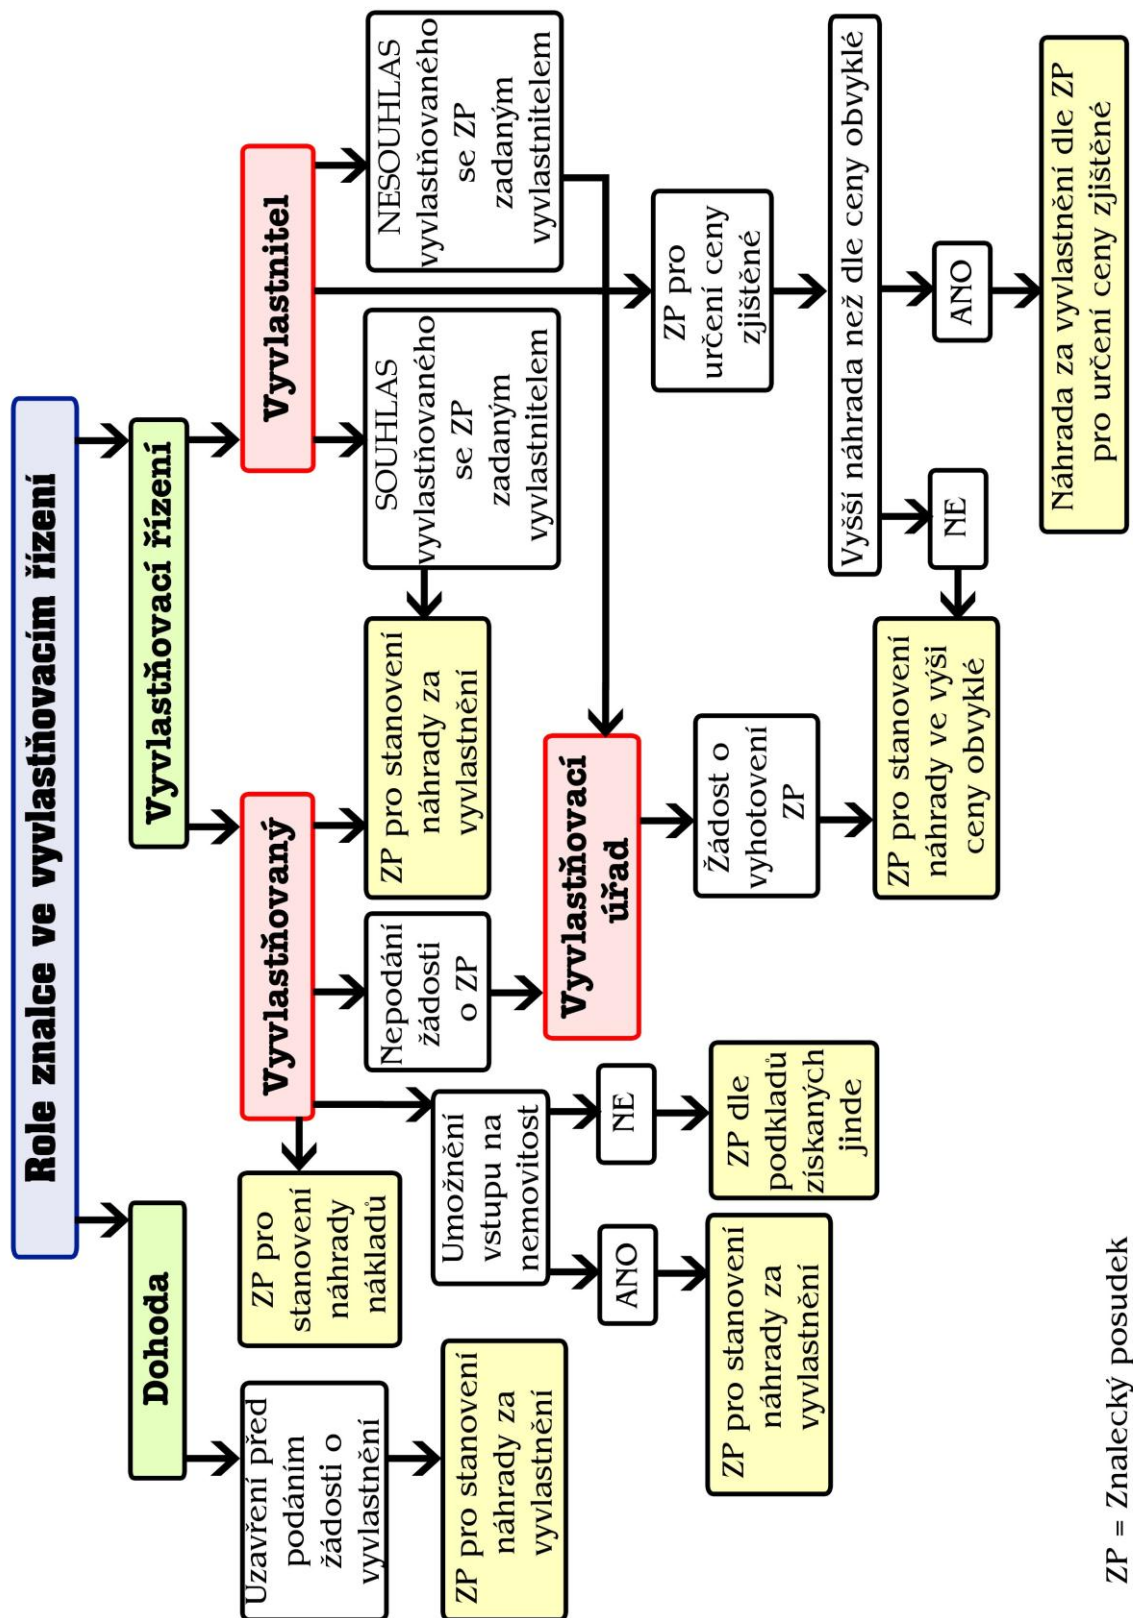 Role znalce ve vyvlastňovacím řízení
Dohoda
Vyvlastňovací řízení
Uzavření před
podáním
žádosti o
vyvlastnění
ZP pro stanovení
náhrady za
vyvlastnění
Vyvlastňovaný
Vyvlastnitel
ZP pro
stanovení
náhrady
nákladů
Umožnění
vstupu na
nemovitost
ANO
NE
ZP pro stanovení
náhrady za
vyvlastnění
ZP dle
podkladů
získaných
jinde
Nepodání
žádosti
o ZP
ZP pro stanovení
náhrady za
vyvlastnění
SOUHLAS
vyvlastňovaného
se ZP
zadaným
vyvlastnitelem
NESOUHLAS
vyvlastňovaného
se ZP
zadaným
vyvlastnitelem
Vyvlastňovací
úřad
Žádost o
vyhotovení
ZP
ZP pro
určení ceny
zjištěné
Vyšší náhrada než dle ceny obvyklé
NE
ANO
ZP pro stanovení
náhrady ve výši
ceny obvyklé
Náhrada za vyvlastnění dle ZP
pro určení ceny zjištěné
ZP = Znalecký posudek